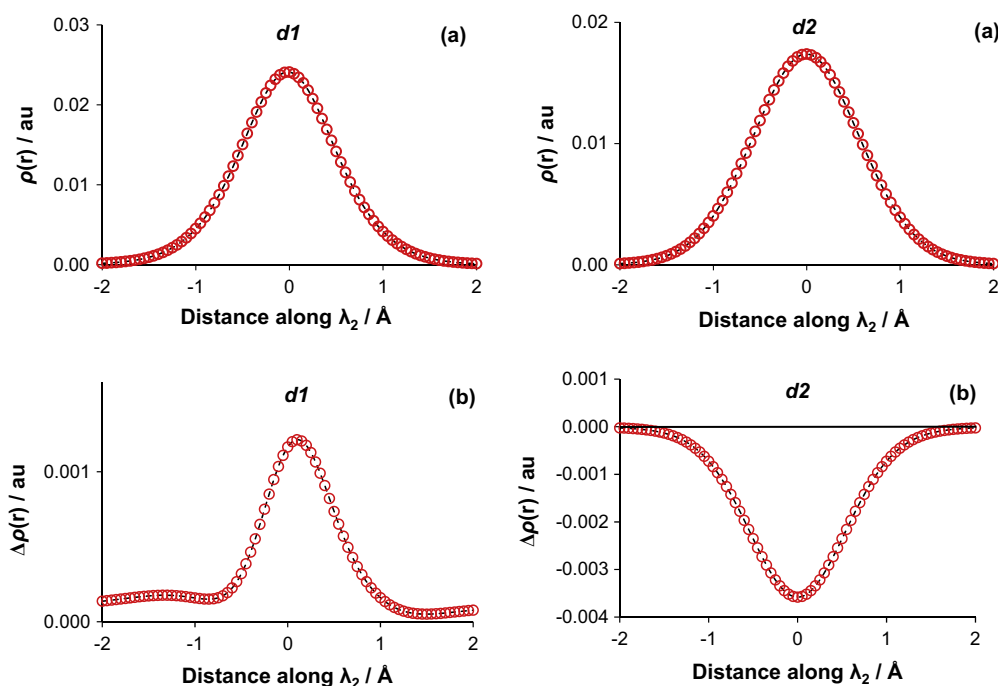 d1
(a)
0.03
0.02
0.01
0.00
ρ(r) / au
-2 -1 0 1 2
Distance along λ2 / Å
d2
(a)
0.02
0.01
0.00
ρ(r) / au
-2 -1 0 1 2
Distance along λ2 / Å
d1
(b)
0.001
0.000
Δρ(r) / au
-2 -1 0 1 2
Distance along λ2 / Å
d2
(b)
0.001
0.000
-0.001
-0.002
-0.003
-0.004
Δρ(r) / au
-2 -1 0 1 2
Distance along λ2 / Å